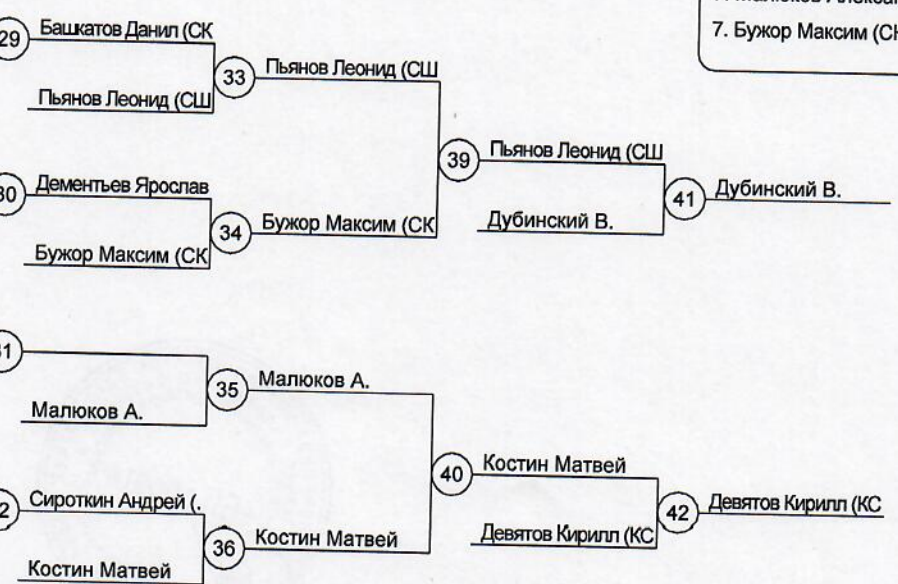 7. Бужор Максим (СК
29 Башкатов Данил (СК
33 Пьянов Леонид (СШ
Пьянов Леонид (СШ
39 Пьянов Леонид (СШ
30 Дементьев Ярослав
41 Дубинский В.
34 Бужор Максим (СК
Дубинский В.
Бужор Максим (СК
31
35 Малюков А.
Малюков А.
40 Костин Матвей
Сироткин Андрей (.
42 Девятов Кирилл (КС
36 Костин Матвей
Девятов Кирилл (КС
Костин Матвей